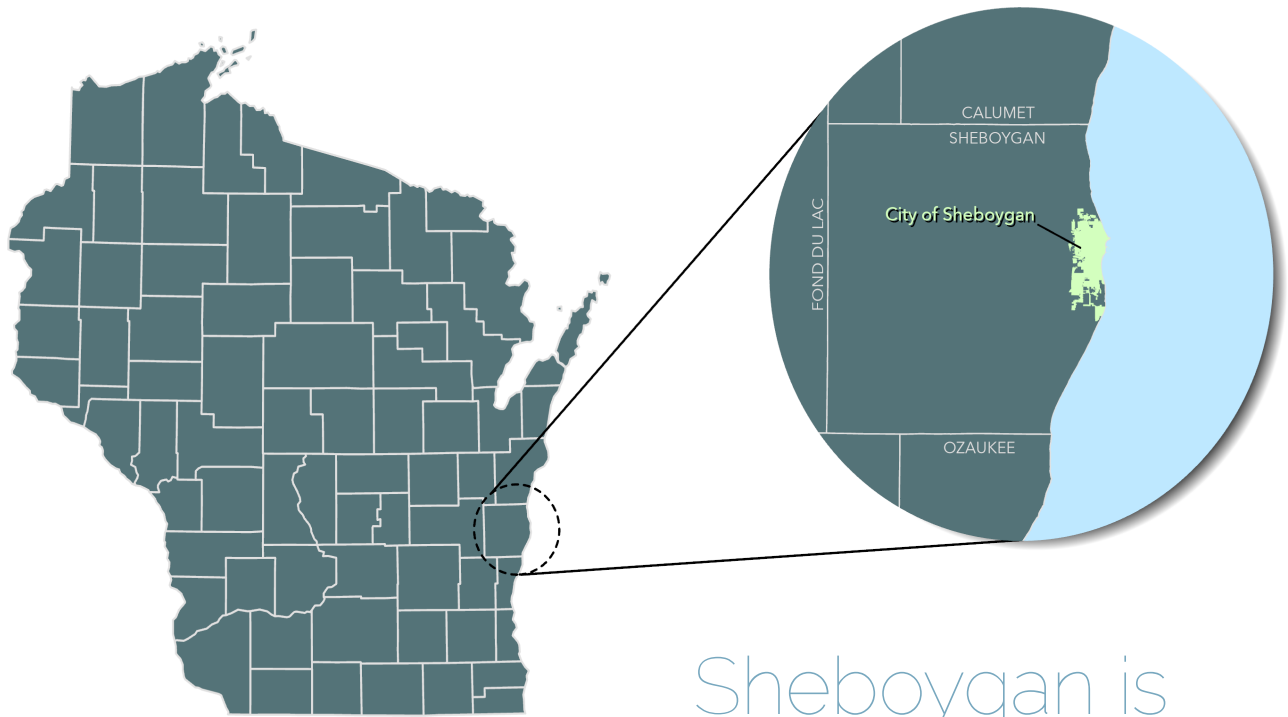 CALUMET
SHEBOYGAN
City of Sheboygan
FOND DU LAC
OZAUKEE
Sheboygan is